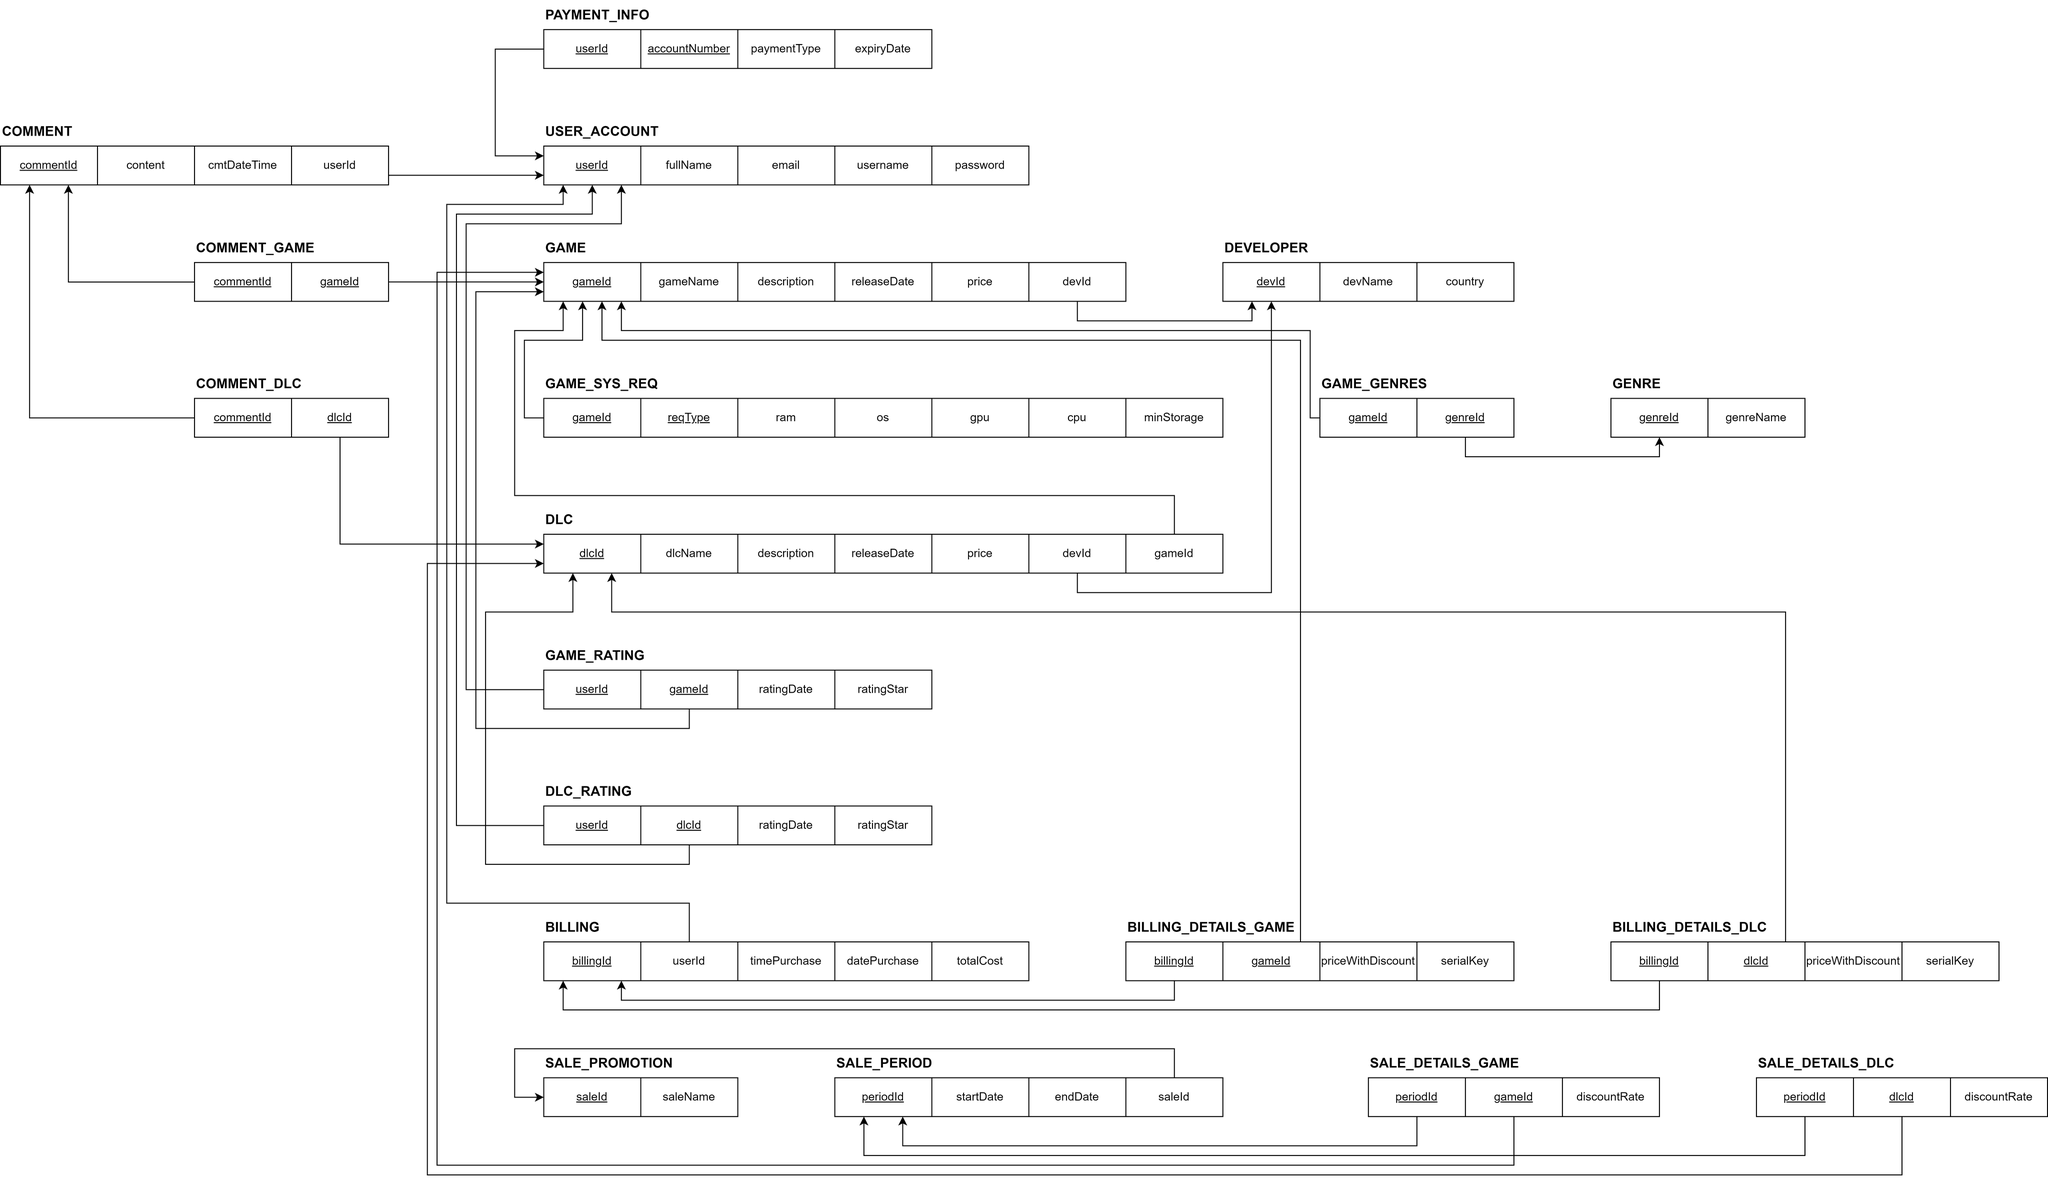 PAYMENT_INFO
userId accountNumber paymentType expiryDate
COMMENT USER_ACCOUNT
commentId content cmtDateTime userId userId fullName email username password
COMMENT_GAME GAME DEVELOPER
commentId gameId gameId gameName description releaseDate price devId devId devName country
COMMENT_DLC GAME_SYS_REQ GAME_GENRES GENRE
commentId dlcId gameId reqType ram os gpu cpu minStorage gameId genreId genreId genreName
DLC
dlcId dlcName description releaseDate price devId gameId
GAME_RATING
userId gameId ratingDate ratingStar
DLC_RATING
userId dlcId ratingDate ratingStar
BILLING BILLING_DETAILS_GAME BILLING_DETAILS_DLC
billingId userId timePurchase datePurchase totalCost billingId gameId priceWithDiscount serialKey billingId dlcId priceWithDiscount serialKey
SALE_PROMOTION SALE_PERIOD SALE_DETAILS_GAME SALE_DETAILS_DLC
saleId saleName periodId startDate endDate saleId periodId gameId discountRate periodId dlcId discountRate